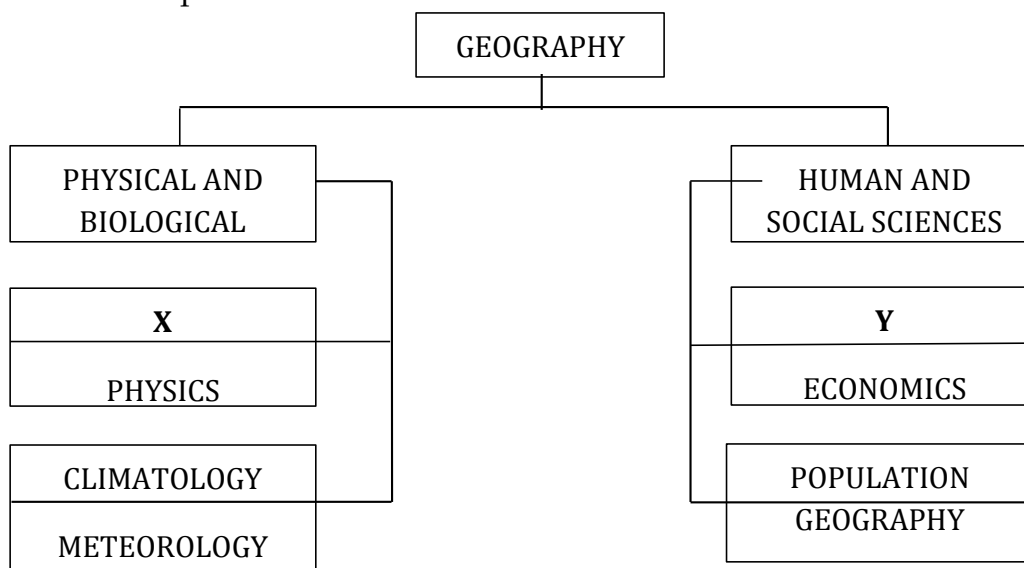 GEOGRAPHY
PHYSICAL AND
BIOLOGICAL
HUMAN AND
SOCIAL SCIENCES
X
PHYSICS
Y
ECONOMICS
CLIMATOLOGY
METEOROLOGY
POPULATION
GEOGRAPHY